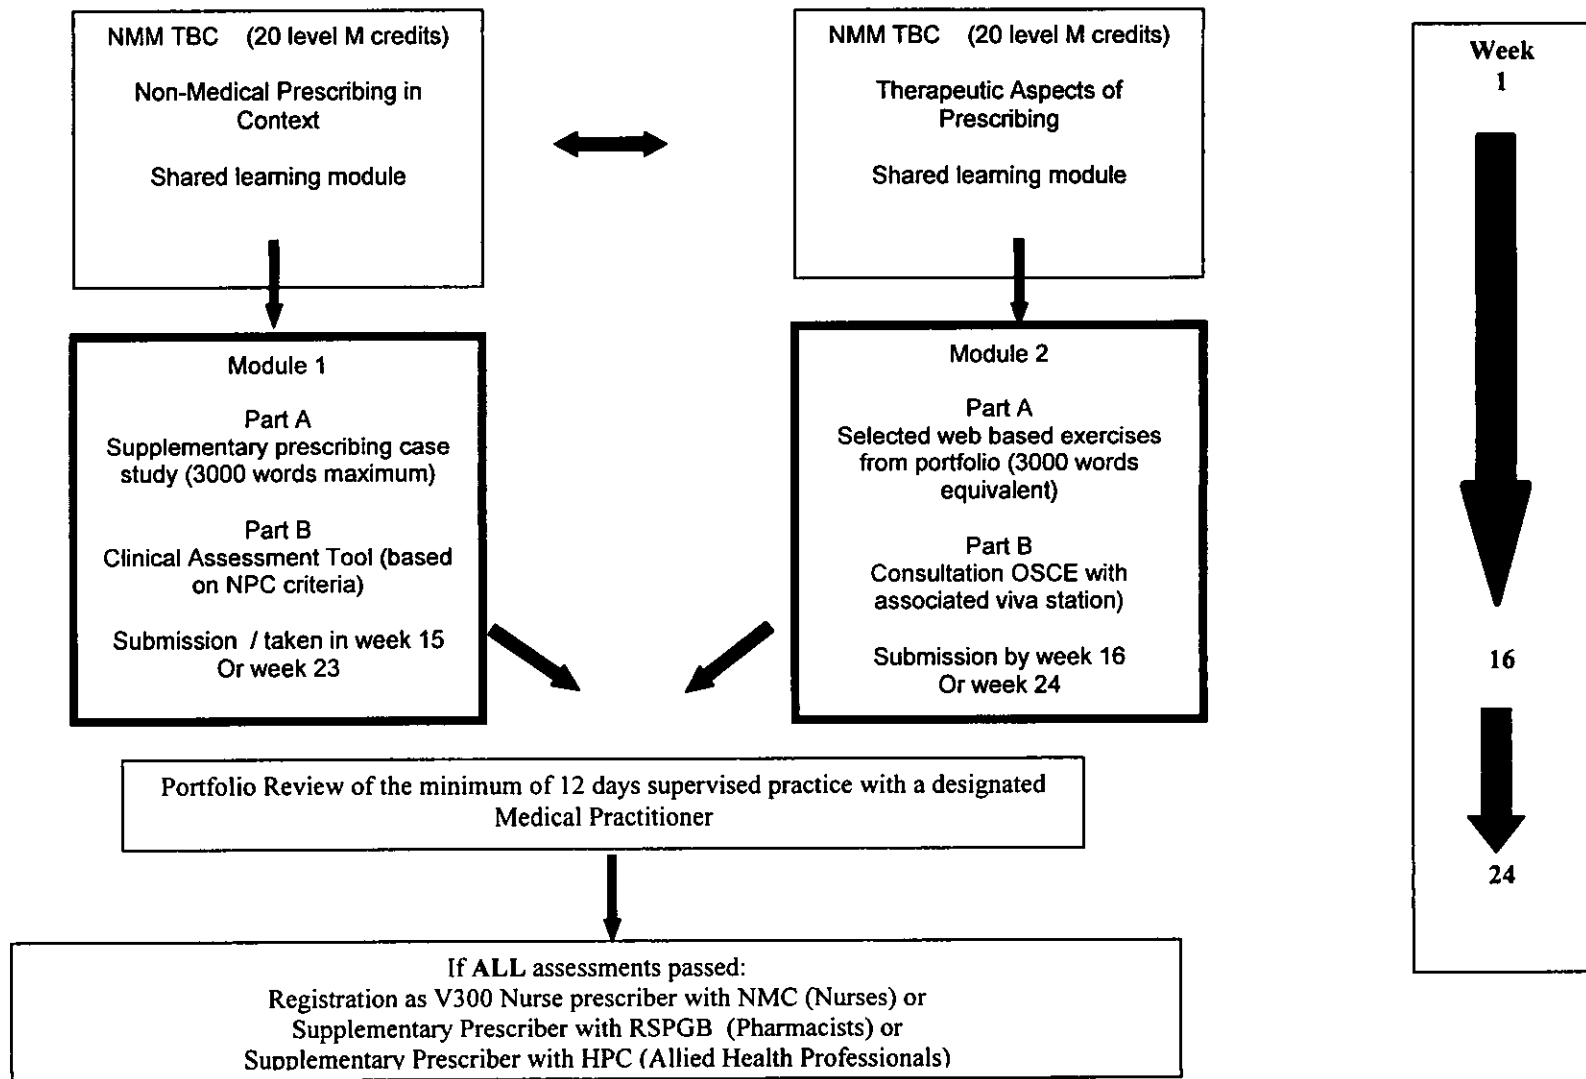 NMM TBC (20 level M credits)
Non-Medical Prescribing in
Context
Shared learning module
NMM TBC (20 level M credits)
Therapeutic Aspects of
Prescribing
Shared learning module
Module 1
Part A
Supplementary prescribing case
study (3000 words maximum)
Part B
Clinical Assessment Tool (based
on NPC criteria)
Submission / taken in week 15
Or week 23
Module 2
Part A
Selected web based exercises
from portfolio (3000 words
equivalent)
Part B
Consultation OSCE with
associated viva station)
Submission by week 16
Or week 24
Portfolio Review of the minimum of 12 days supervised practice with a designated
Medical Practitioner
If ALL assessments passed:
Registration as V300 Nurse prescriber with NMC (Nurses) or
Supplementary Prescriber with RSPGB (Pharmacists) or
Supplementary Prescriber with HPC (Allied Health Professionals)
Week
1
16
24